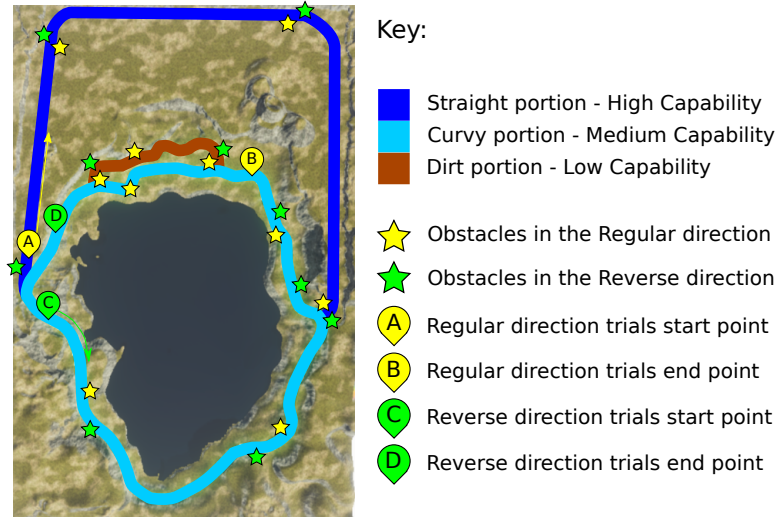 Key:
Straight portion - High Capability
Curvy portion - Medium Capability
Dirt portion - Low Capability
Obstacles in the Regular direction
Obstacles in the Reverse direction
A Regular direction trials start point
B Regular direction trials end point
C Reverse direction trials start point
D Reverse direction trials end point
B
D
A
C